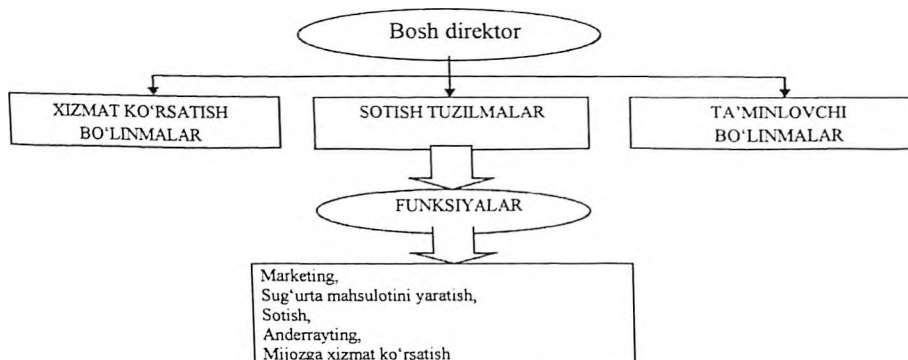 Bosh direktor
XIZMAT KO‘RSATISH
BO‘LINMALAR
SOTISH TUZILMALAR
TA’MINLOVCHI
BO‘LINMALAR
FUNKSIYALAR
Marketing,
Sug‘urta mahsulotini yaratish,
Sotish,
Anderrayting,
Mijozga xizmat ko‘rsatish